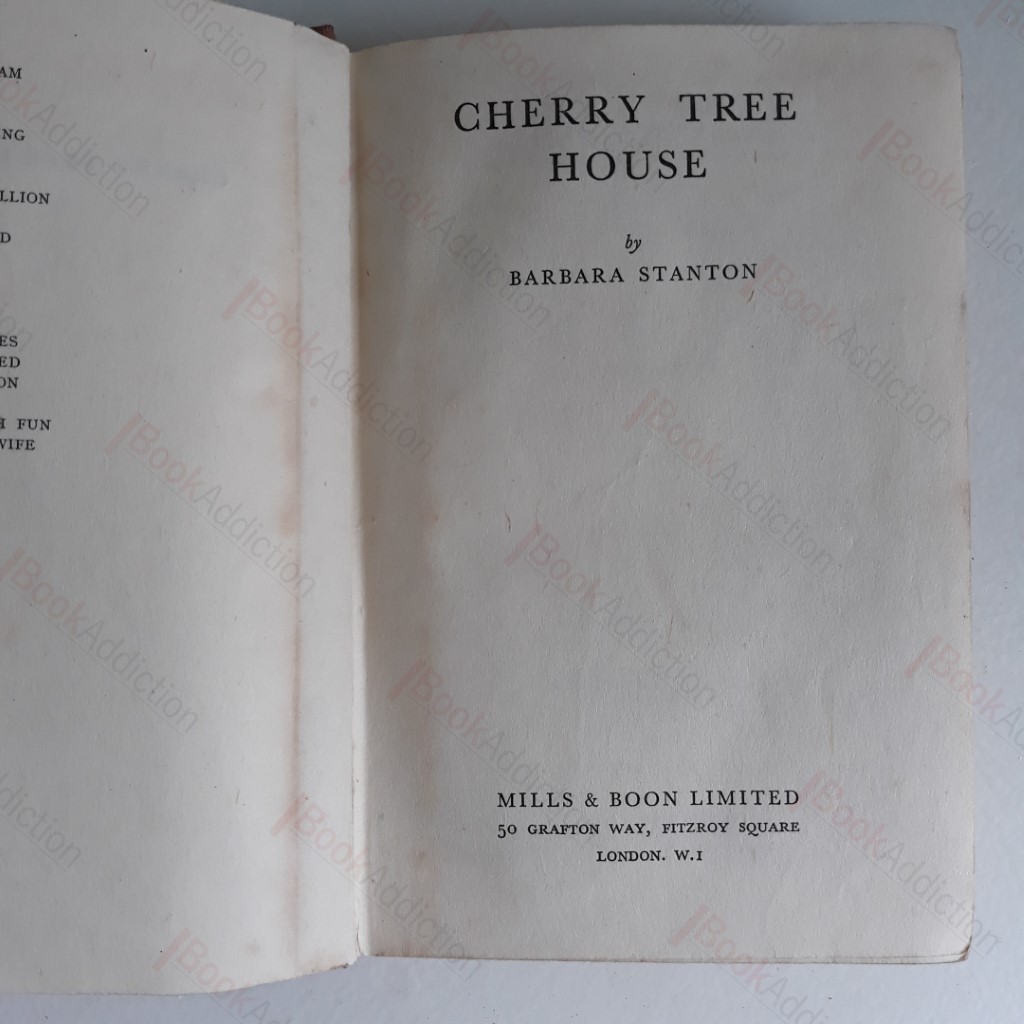 AM
NG
LLION
D
ES
ED
ON
H FUN
WIFE
CHERRY TREE
HOUSE
by
BARBARA STANTON
MILLS & BOON LIMITED
50 GRAFTON WAY, FITZROY SQUARE
LONDON. W.I
BookAddiction